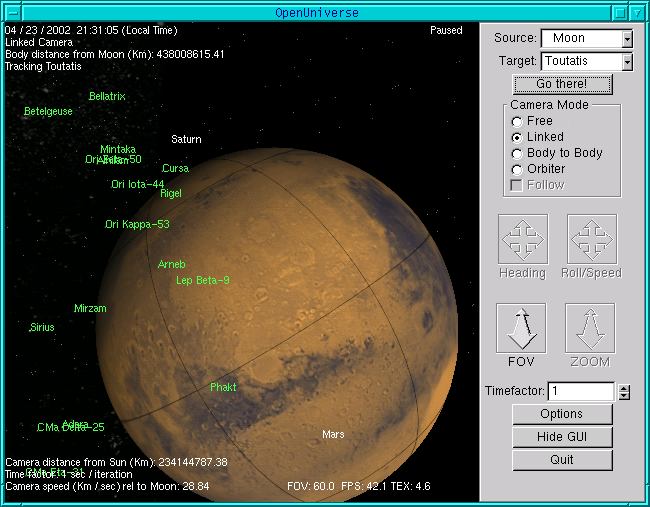 OpenUniverse
04 / 23 / 2002 21:31:05 (Local Time)
Paused
Linked Camera
Body distance from Moon (Km): 438008615.41
Tracking Toutatis
Bellatrix
Betelgeuse
Saturn
Mintaka
Cursa
Ori Iota-44
Rigel
Ori Kappa-53
Arneb
Lep Beta-9
Mirzam
Sirius
Phakt
Adara
CMa Delta-25
Mars
Camera distance from Sun (Km): 234144787.38
Time factor: 1 sec / iteration
Camera speed (Km / sec) rel to Moon: 28.84
FOV: 60.0 FPS: 42.1 TEX: 4.6
Source: Moon
Target: Toutatis
Go there!
Camera Mode
Free
Linked
Body to Body
Orbiter
Follow
Heading
Roll/Speed
FOV
ZOOM
Timefactor: 1
Options
Hide GUI
Quit